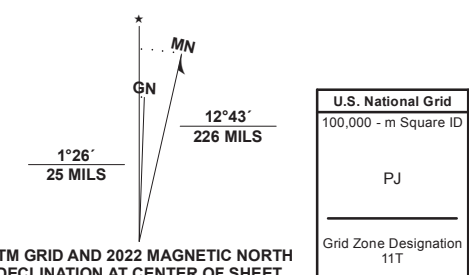 ★
MN
GN
12°43´
226 MILS
1°26´
25 MILS
TM GRID AND 2022 MAGNETIC NORTH
DECLINATION AT CENTER OF SHEET
U.S. National Grid
100,000 - m Square ID
PJ
Grid Zone Designation
11T